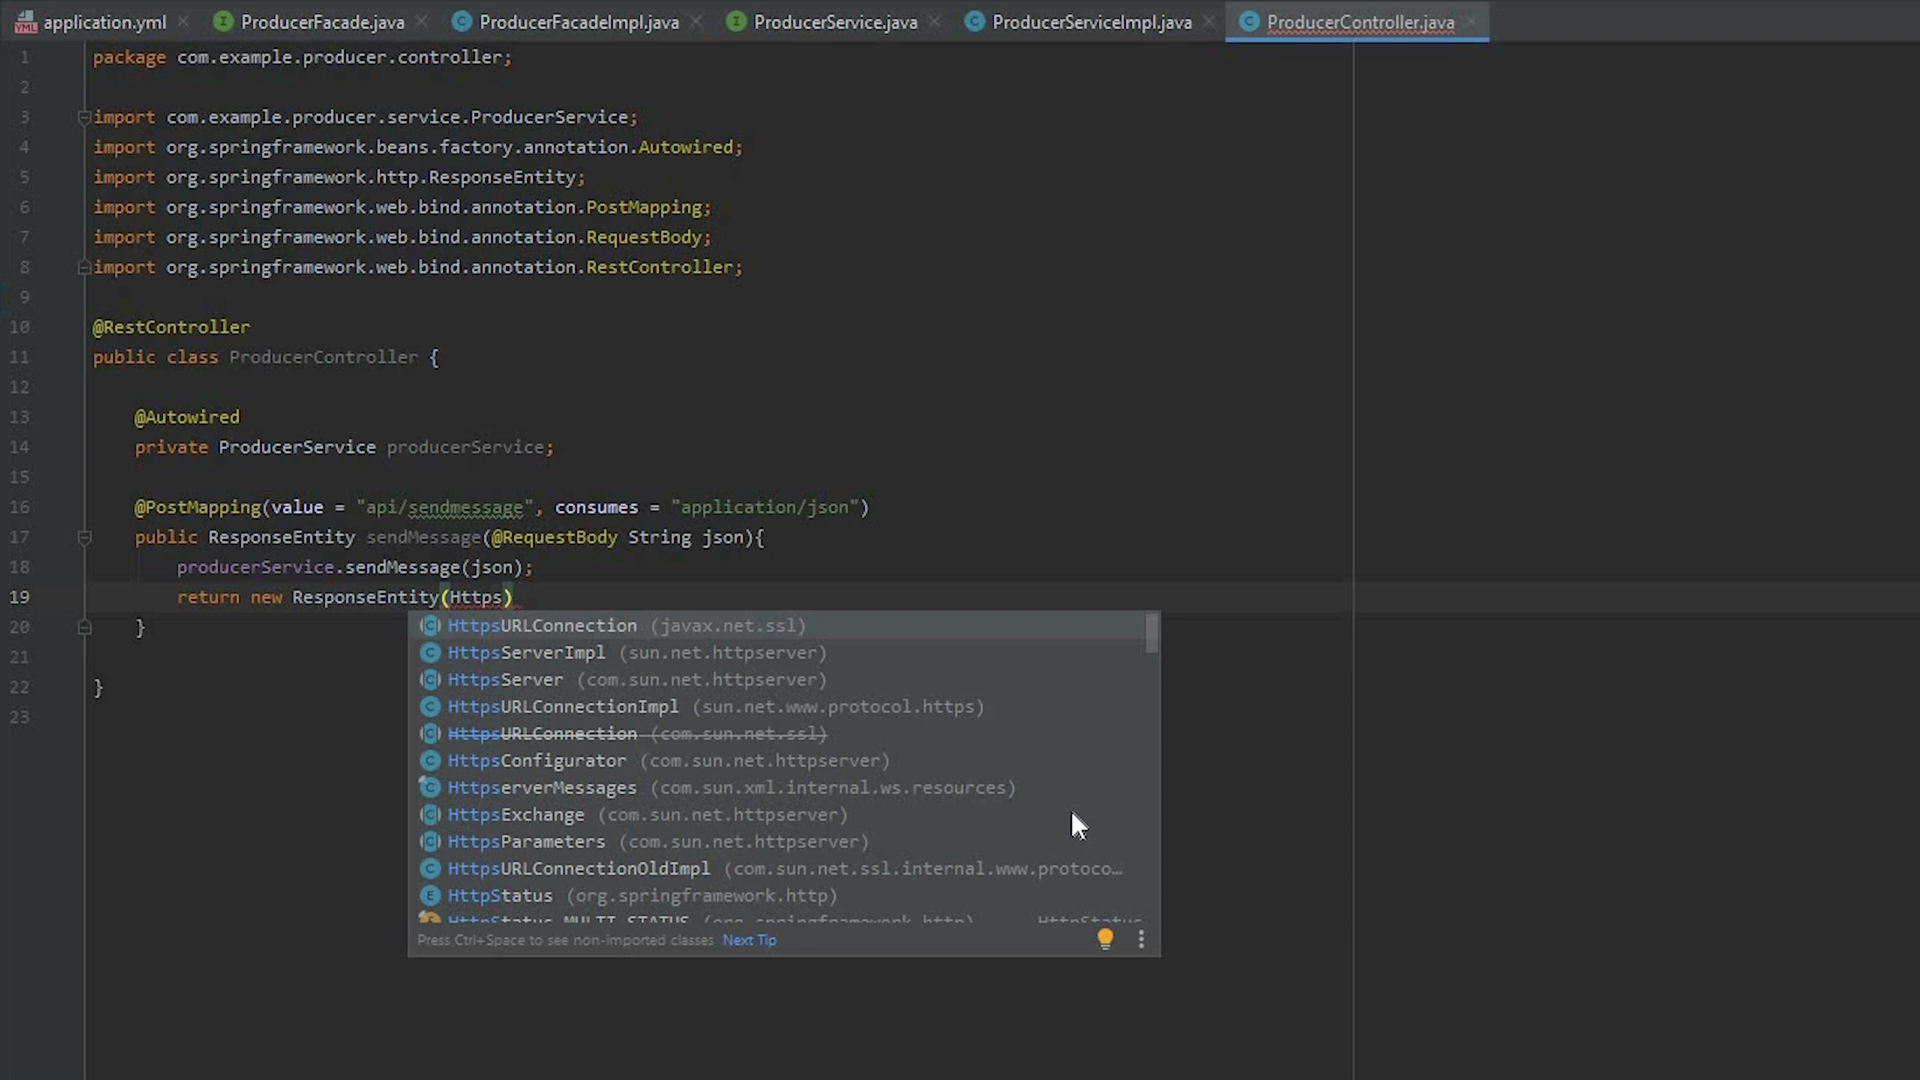 application.yml ProducerFacade.java ProducerFacadeImpl.java ProducerService.java ProducerServiceImpl.java ProducerController.java
1 package com.example.producer.controller;
2
3 import com.example.producer.service.ProducerService;
4 import org.springframework.beans.factory.annotation.Autowired;
5 import org.springframework.http.ResponseEntity;
6 import org.springframework.web.bind.annotation.PostMapping;
7 import org.springframework.web.bind.annotation.RequestBody;
8 import org.springframework.web.bind.annotation.RestController;
9
10 @RestController
11 public class ProducerController {
12
13 @Autowired
14 private ProducerService producerService;
15
16 @PostMapping(value = "api/sendmessage", consumes = "application/json")
17 public ResponseEntity sendMessage(@RequestBody String json){
18 producerService.sendMessage(json);
19 return new ResponseEntity(Https)
20 }
21
22 }
23
HttpsURLConnection (javax.net.ssl)
HttpsServerImpl (sun.net.httpserver)
HttpsServer (com.sun.net.httpserver)
HttpsURLConnectionImpl (sun.net.www.protocol.https)
HttpsURLConnection (com.sun.net.ssl)
HttpsConfigurator (com.sun.net.httpserver)
HttpserverMessages (com.sun.xml.internal.ws.resources)
HttpsExchange (com.sun.net.httpserver)
HttpsParameters (com.sun.net.httpserver)
HttpsURLConnectionOldImpl (com.sun.net.ssl.internal.www.protoco…
HttpStatus (org.springframework.http)
HttpStatus.MULTI_STATUS (org.springframework.http) HttpStatus
Press Ctrl+Space to see non-imported classes Next Tip